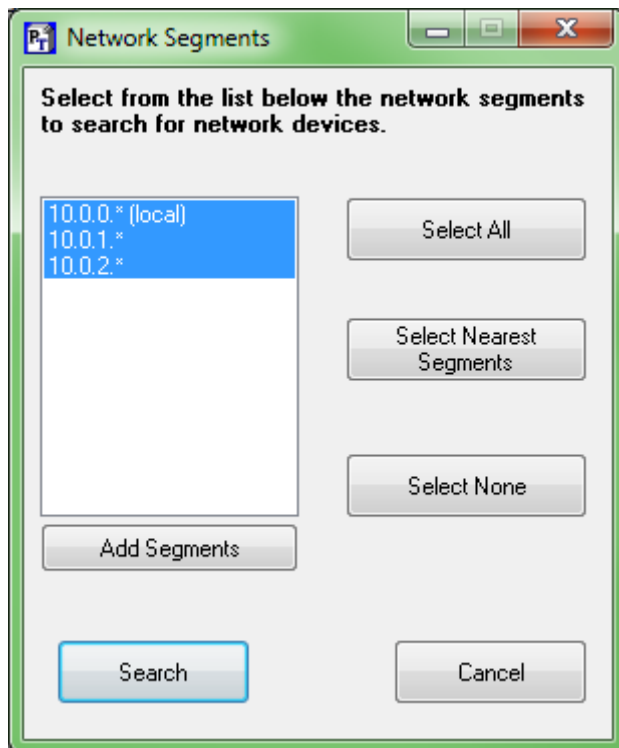 PT Network Segments
Select from the list below the network segments
to search for network devices.
10.0.0.* (local)
10.0.1.*
10.0.2.*
Select All
Select Nearest
Segments
Select None
Add Segments
Search
Cancel